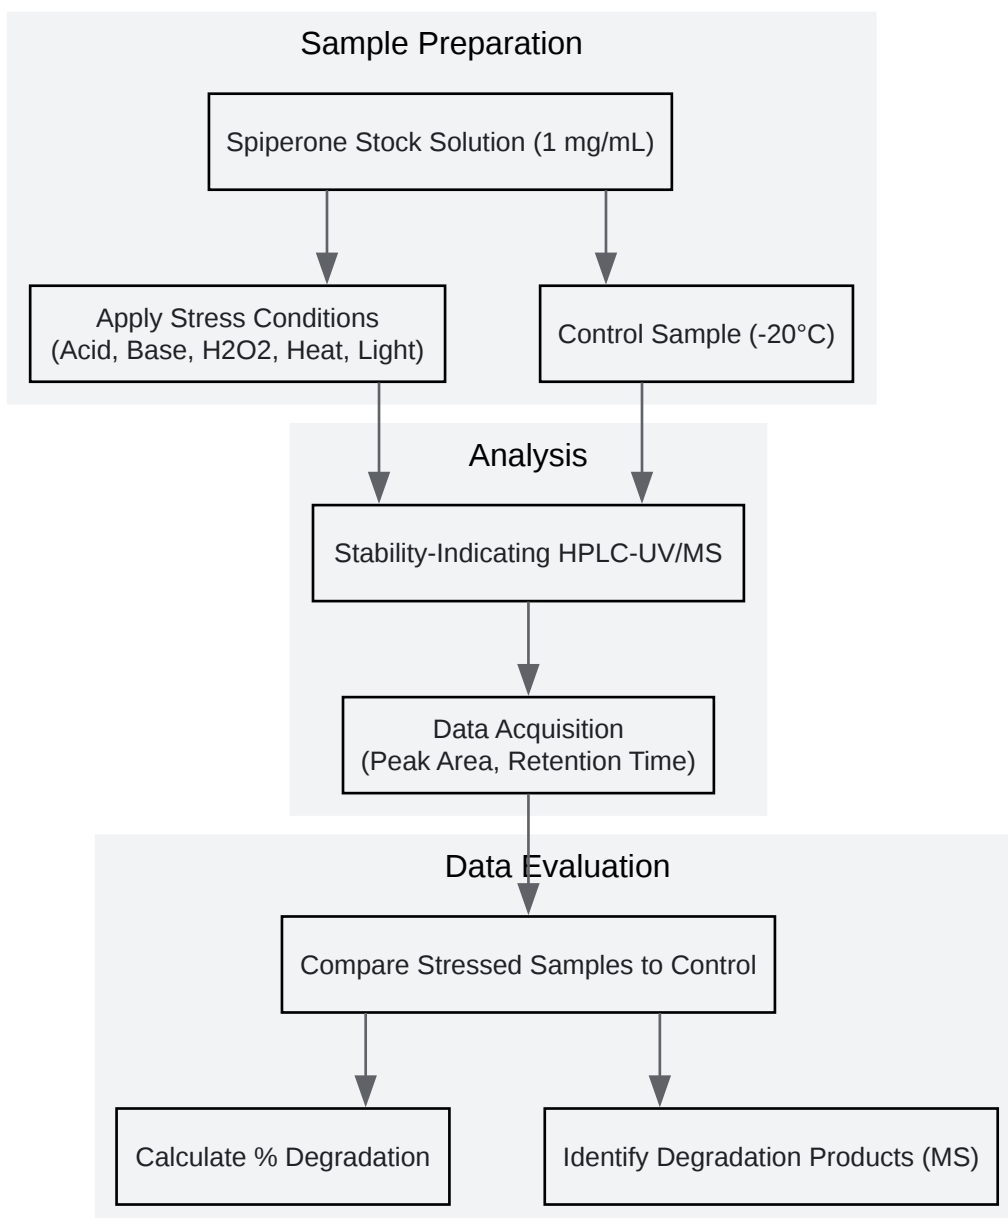 Sample Preparation
Spiperone Stock Solution (1 mg/mL)
Apply Stress Conditions
(Acid, Base, H2O2, Heat, Light)
Control Sample (-20°C)
Analysis
Stability-Indicating HPLC-UV/MS
Data Acquisition
(Peak Area, Retention Time)
Data Evaluation
Compare Stressed Samples to Control
Calculate % Degradation
Identify Degradation Products (MS)